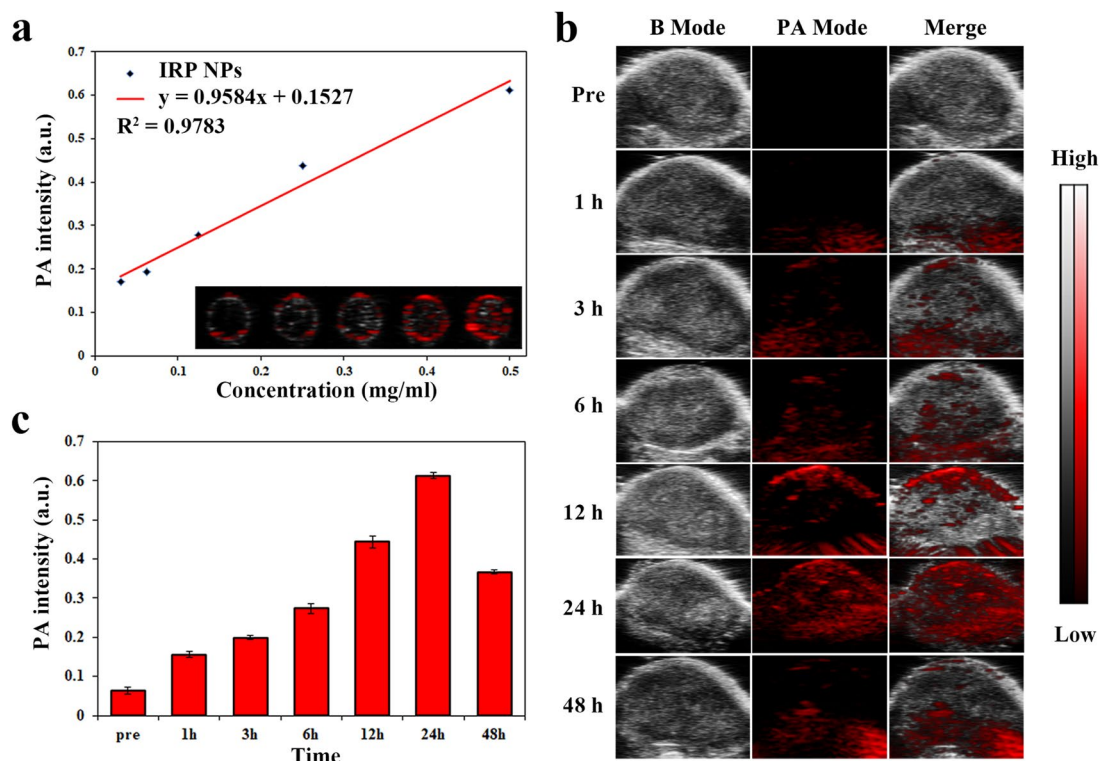 a
0.7
0.6
0.5
0.4
0.3
0.2
0.1
0
PA intensity (a.u.)
IRP NPs
y = 0.9584x + 0.1527
R² = 0.9783
0 0.1 0.2 0.3 0.4 0.5
Concentration (mg/ml)
b
B Mode PA Mode Merge
Pre
1 h
3 h
6 h
12 h
24 h
48 h
High
Low
c
0.7
0.6
0.5
0.4
0.3
0.2
0.1
0
PA intensity (a.u.)
pre 1h 3h 6h 12h 24h 48h
Time